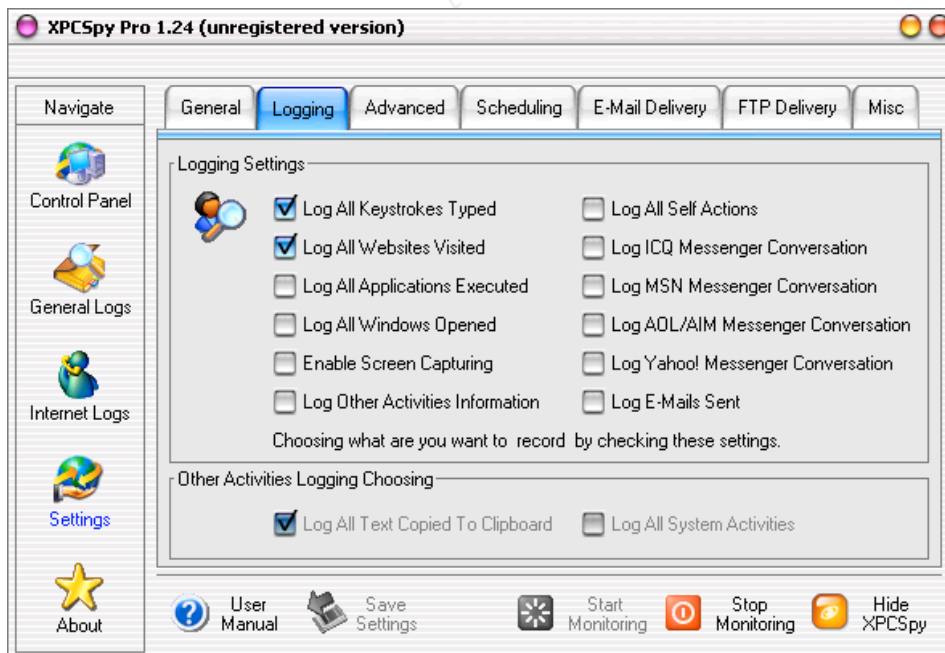 XPCSpy Pro 1.24 (unregistered version)
Navigate
Control Panel
General Logs
Internet Logs
Settings
About
General
Logging
Advanced
Scheduling
E-Mail Delivery
FTP Delivery
Misc
Logging Settings
Log All Keystrokes Typed
Log All Self Actions
Log All Websites Visited
Log ICQ Messenger Conversation
Log All Applications Executed
Log MSN Messenger Conversation
Log All Windows Opened
Log AOL/AIM Messenger Conversation
Enable Screen Capturing
Log Yahoo! Messenger Conversation
Log Other Activities Information
Log E-Mails Sent
Choosing what are you want to record by checking these settings.
Other Activities Logging Choosing
Log All Text Copied To Clipboard
Log All System Activities
User
Manual
Save
Settings
Start
Monitoring
Stop
Monitoring
Hide
XPCSpy